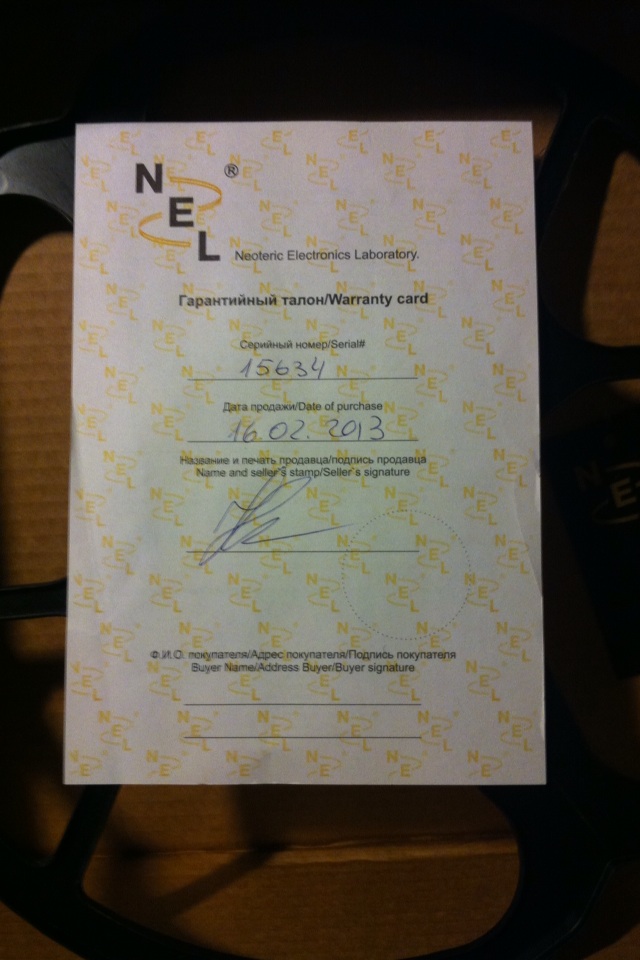 NEL®
Neoteric Electronics Laboratory.
Гарантийный талон/Warranty card
Серийный номер/Serial#
15634
Дата продажи/Date of purchase
16.02.2013
Название и печать продавца/подпись продавца
Name and seller`s stamp/Seller`s signature
Ф.И.О. покупателя/Адрес покупателя/Подпись покупателя
Buyer Name/Address Buyer/Buyer signature